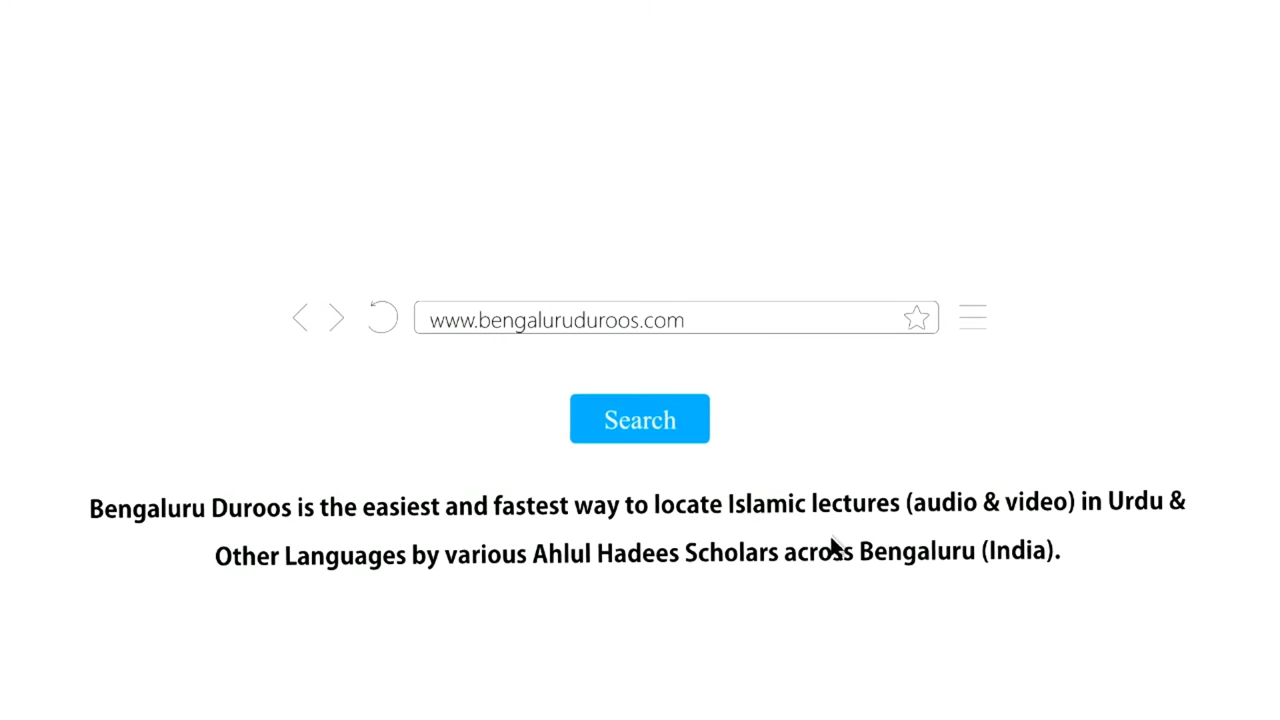 www.bengaluruduroos.com
Search
Bengaluru Duroos is the easiest and fastest way to locate Islamic lectures (audio & video) in Urdu &
Other Languages by various Ahlul Hadees Scholars across Bengaluru (India).